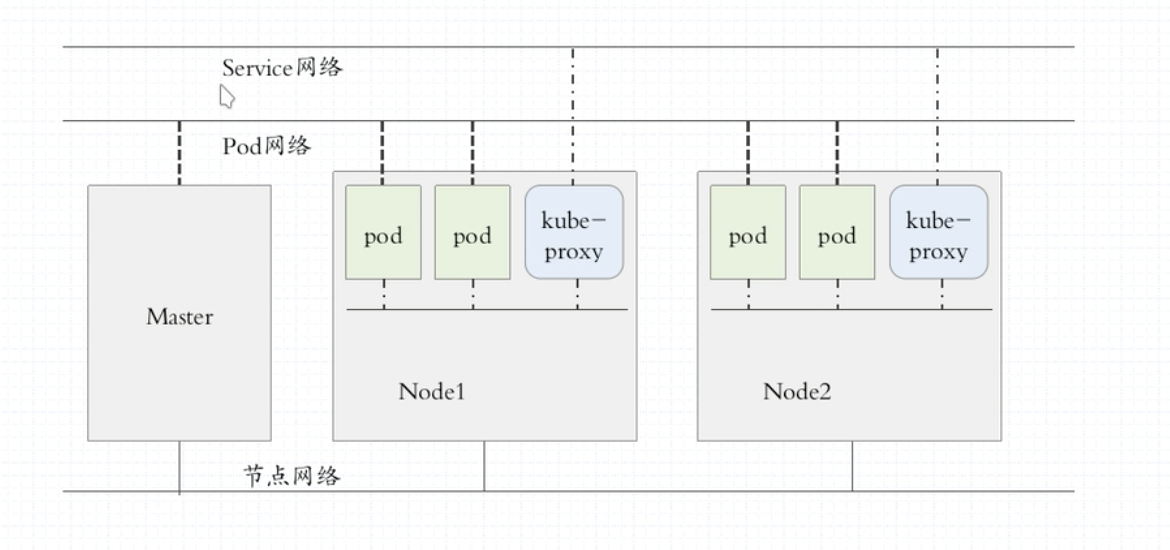 Service网络
Pod网络
pod
pod
kube-
proxy
pod
pod
kube-
proxy
Master
Node1
Node2
节点网络